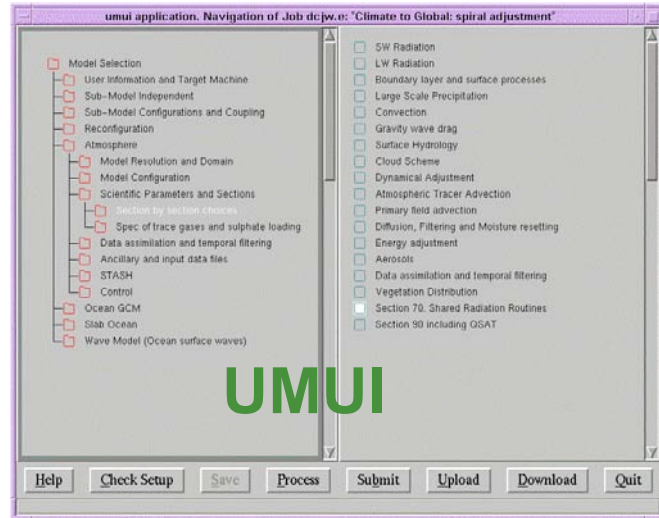 umui application. Navigation of Job dcjw.e: "Climate to Global: spiral adjustment"
Model Selection
User Information and Target Machine
Sub-Model Independent
Sub-Model Configurations and Coupling
Reconfiguration
Atmosphere
Model Resolution and Domain
Model Configuration
Scientific Parameters and Sections
Section by section choices
Spec of trace gases and sulphate loading
Data assimilation and temporal filtering
Ancillary and input data files
STASH
Control
Ocean GCM
Slab Ocean
Wave Model (Ocean surface waves)
SW Radiation
LW Radiation
Boundary layer and surface processes
Large Scale Precipitation
Convection
Gravity wave drag
Surface Hydrology
Cloud Scheme
Dynamical Adjustment
Atmospheric Tracer Advection
Primary field advection
Diffusion, Filtering and Moisture resetting
Energy adjustment
Aerosols
Data assimilation and temporal filtering
Vegetation Distribution
Section 70. Shared Radiation Routines
Section 90 including QSAT
UMUI
Help Check Setup Save Process Submit Upload Download Quit